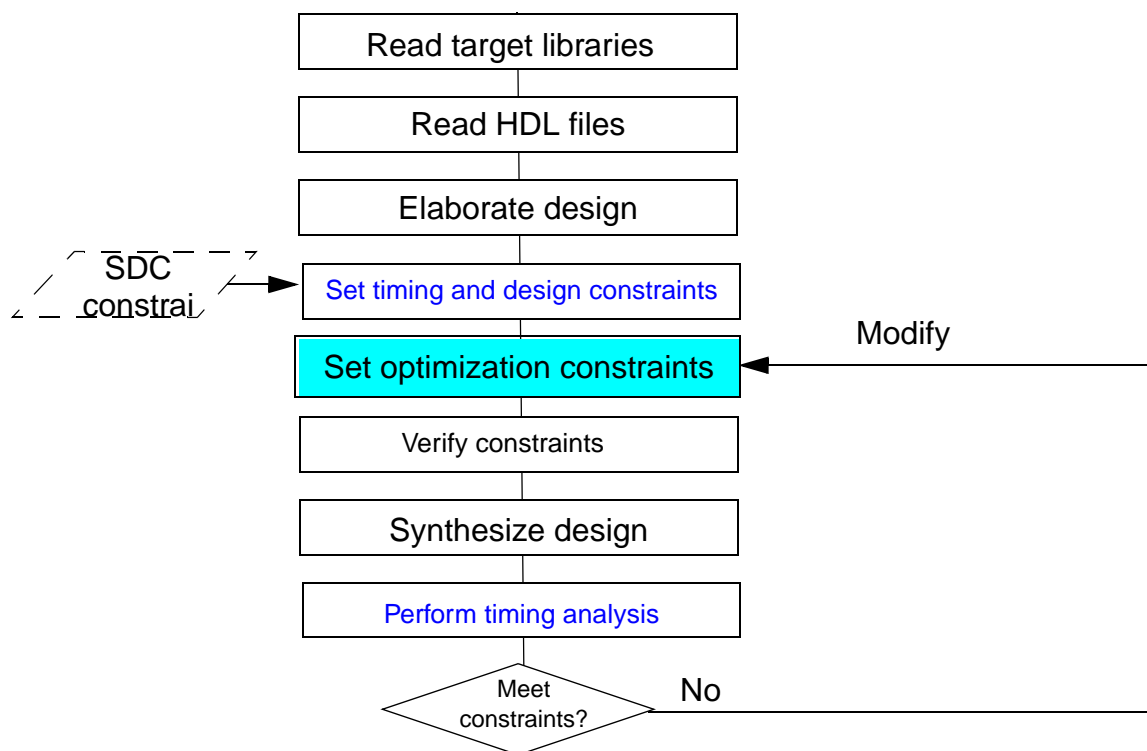 Read target libraries
Read HDL files
Elaborate design
SDC
constrai
Set timing and design constraints
Modify
Set optimization constraints
Verify constraints
Synthesize design
Perform timing analysis
Meet
constraints?
No